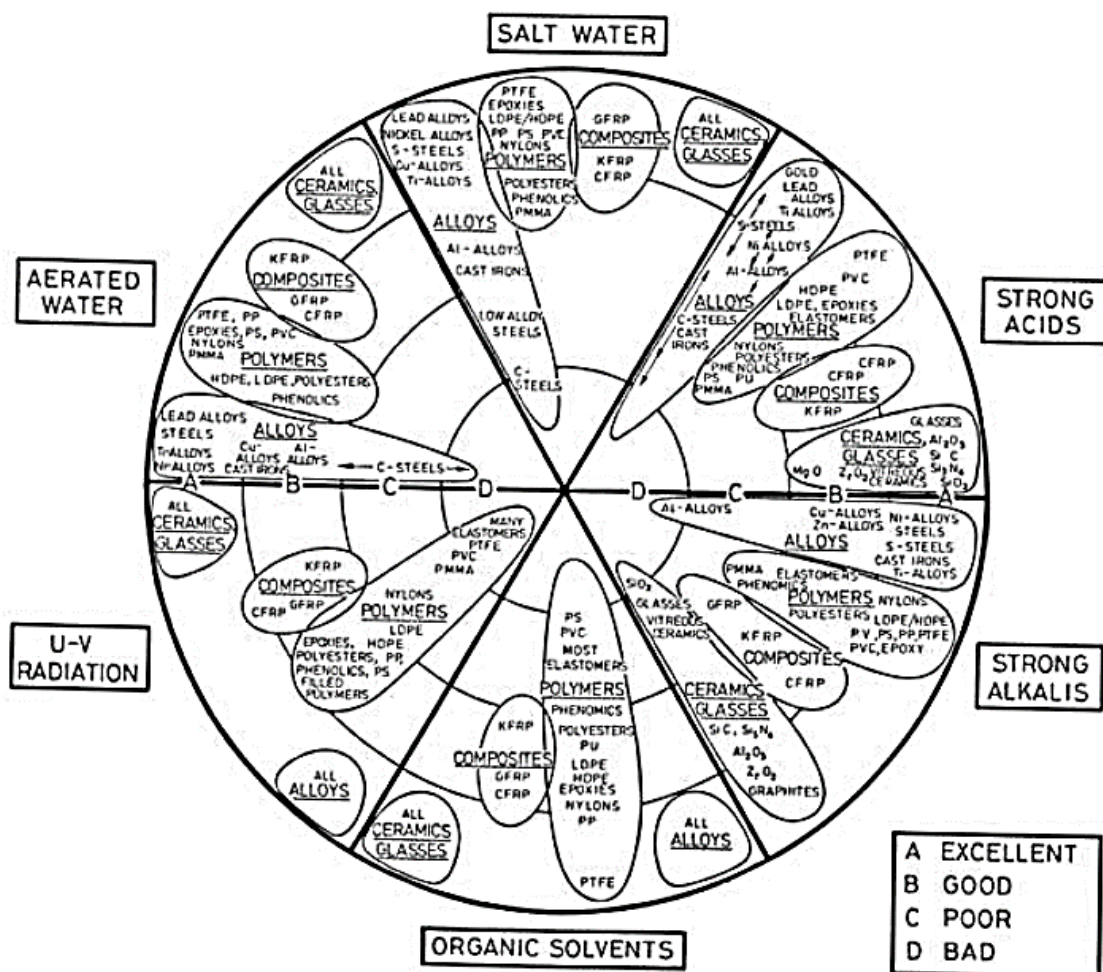 SALT WATER
LEAD ALLOYS
NICKEL ALLOYS
S-STEELS
Cu-ALLOYS
Ti-ALLOYS
ALLOYS
Al-ALLOYS
CAST IRONS
LOW ALLOY
STEELS
C-
STEELS
PTFE
EPOXIES
LDPE/HDPE
PP PS PVC
NYLONS
POLYMERS
POLYESTERS
PHENOLICS
PMMA
GFRP
COMPOSITES
KFRP
CFRP
ALL
CERAMICS
GLASSES
STRONG
ACIDS
GOLD
LEAD
ALLOYS
Ti ALLOYS
S-STEELS
Ni ALLOYS
Al-ALLOYS
ALLOYS
C-STEELS
CAST
IRONS
PTFE
PVC
HDPE
LDPE, EPOXIES
ELASTOMERS
POLYMERS
NYLONS
POLYESTERS
PHENOLICS
PS PU
PMMA
CFRP
CFRP
COMPOSITES
KFRP
GLASSES
CERAMICS, Al2O3
GLASSES Si C
MgO ZrO2 VITREOUS Si3N4
CERAMICS SiO2
AERATED
WATER
ALL
CERAMICS,
GLASSES
KFRP
COMPOSITES
GFRP
CFRP
PTFE, PP
EPOXIES, PS, PVC
NYLONS
PMMA POLYMERS
HDPE, LDPE, POLYESTERS
PHENOLICS
LEAD ALLOYS
STEELS
Ti-ALLOYS
Ni-ALLOYS
ALLOYS
Cu-
ALLOYS
Al-
ALLOYS
CAST IRONS
C-STEELS
A B C D D C B A
U-V
RADIATION
ALL
CERAMICS
GLASSES
KFRP
COMPOSITES
CFRP GFRP
MANY
ELASTOMERS
PTFE
PVC
PMMA
NYLONS
POLYMERS
LDPE
EPOXIES, HDPE
POLYESTERS, PP,
PHENOLICS, PS
FILLED
POLYMERS
ALL
ALLOYS
STRONG
ALKALIS
Al-ALLOYS
Cu-ALLOYS
Zn-ALLOYS
Ni-ALLOYS
STEELS
ALLOYS
S-STEELS
CAST IRONS
Ti-ALLOYS
PMMA ELASTOMERS
PHENOMICS
POLYMERS NYLONS
POLYESTERS
LDPE/HDPE
PV, PS, PP, PTFE
PVC, EPOXY
GFRP
KFRP
COMPOSITES
CFRP
SiO2
GLASSES
VITREOUS
CERAMICS
CERAMICS
GLASSES
SiC, Si3N4
Al2O3
ZrO2
GRAPHITES
ORGANIC SOLVENTS
ALL
CERAMICS
GLASSES
KFRP
COMPOSITES
GFRP
CFRP
PS
PVC
MOST
ELASTOMERS
POLYMERS
PHENOMICS
POLYESTERS
PU
LDPE
HDPE
EPOXIES
NYLONS
PP
PTFE
ALL
ALLOYS
A EXCELLENT
B GOOD
C POOR
D BAD